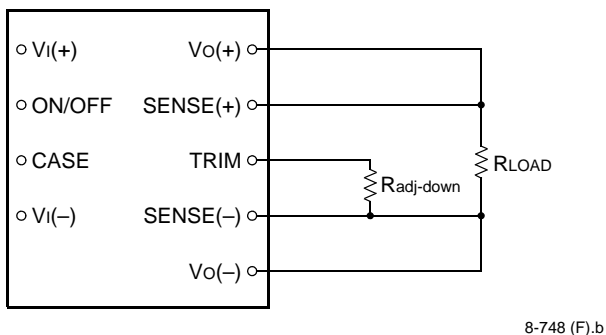 VI(+) VO(+)
ON/OFF SENSE(+)
CASE TRIM
RLOAD
Radj-down
VI(–) SENSE(–)
VO(–)
8-748 (F).b